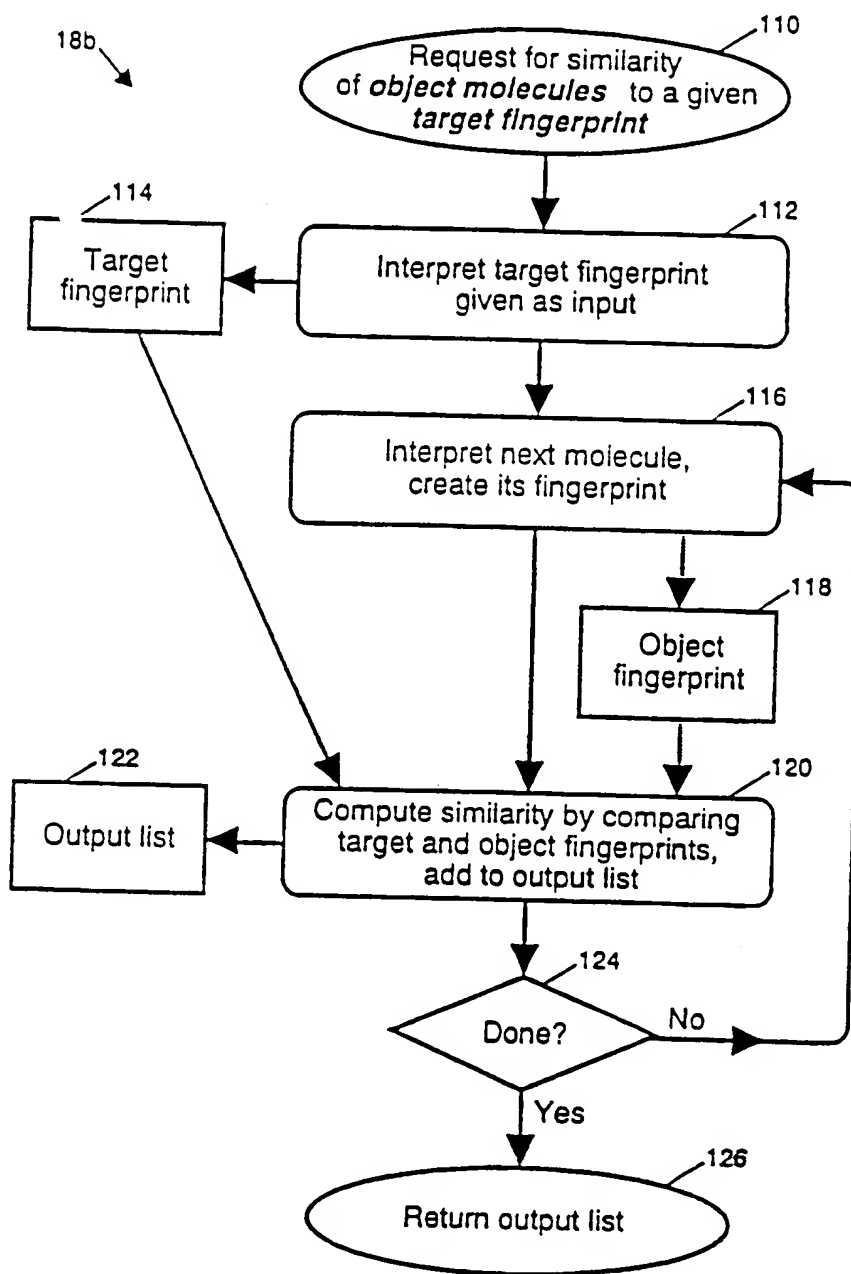 18b
110
Request for similarity
of object molecules to a given
target fingerprint
114
112
Target
fingerprint
Interpret target fingerprint
given as input
116
Interpret next molecule,
create its fingerprint
118
Object
fingerprint
122
120
Output list
Compute similarity by comparing
target and object fingerprints,
add to output list
124
Done?
No
Yes
126
Return output list